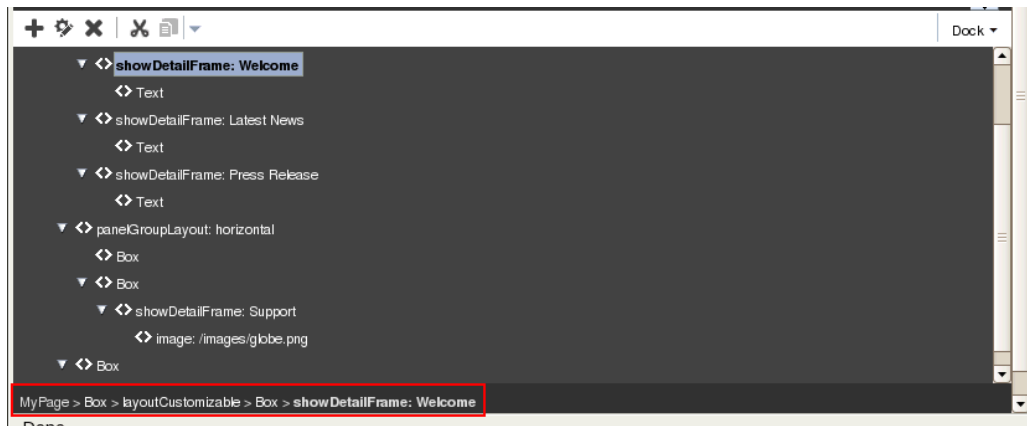 Dock
showDetailFrame: Welcome
Text
showDetailFrame: Latest News
Text
showDetailFrame: Press Release
Text
panelGroupLayout: horizontal
Box
Box
showDetailFrame: Support
image: /images/globe.png
Box
MyPage > Box > layoutCustomizable > Box > showDetailFrame: Welcome
Done